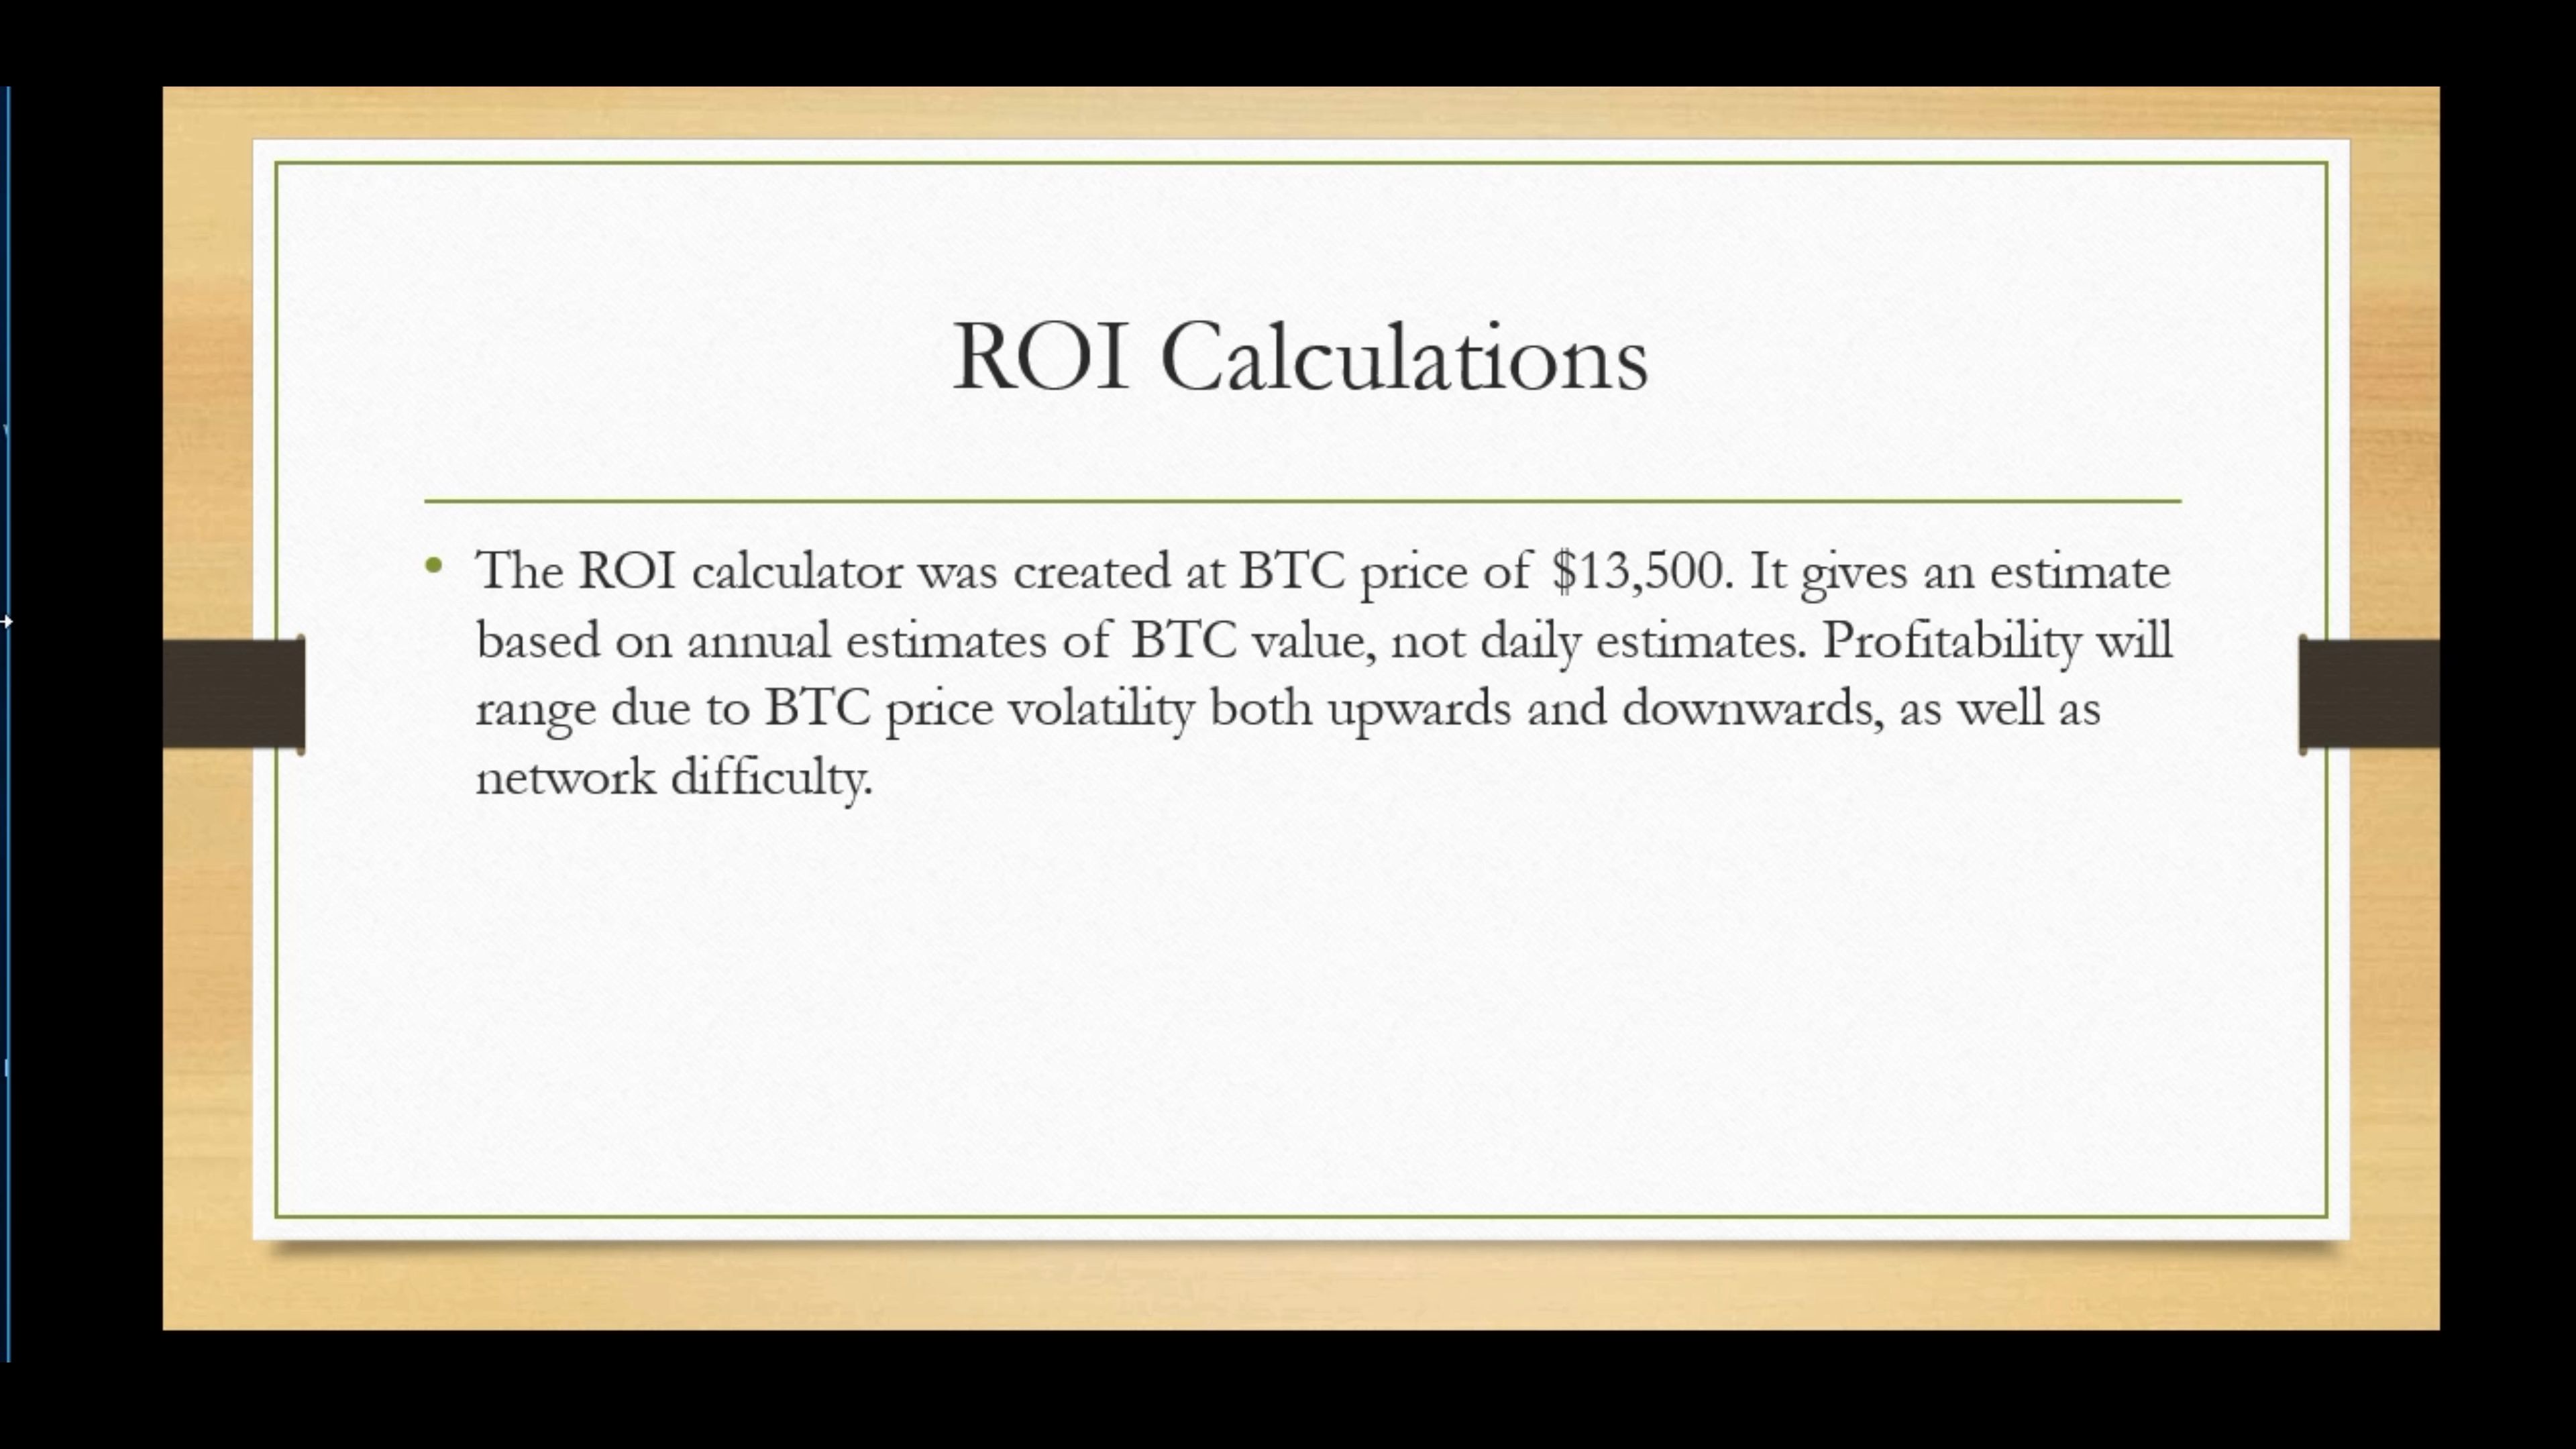 ROI Calculations
• The ROI calculator was created at BTC price of $13,500. It gives an estimate
based on annual estimates of BTC value, not daily estimates. Profitability will
range due to BTC price volatility both upwards and downwards, as well as
network difficulty.